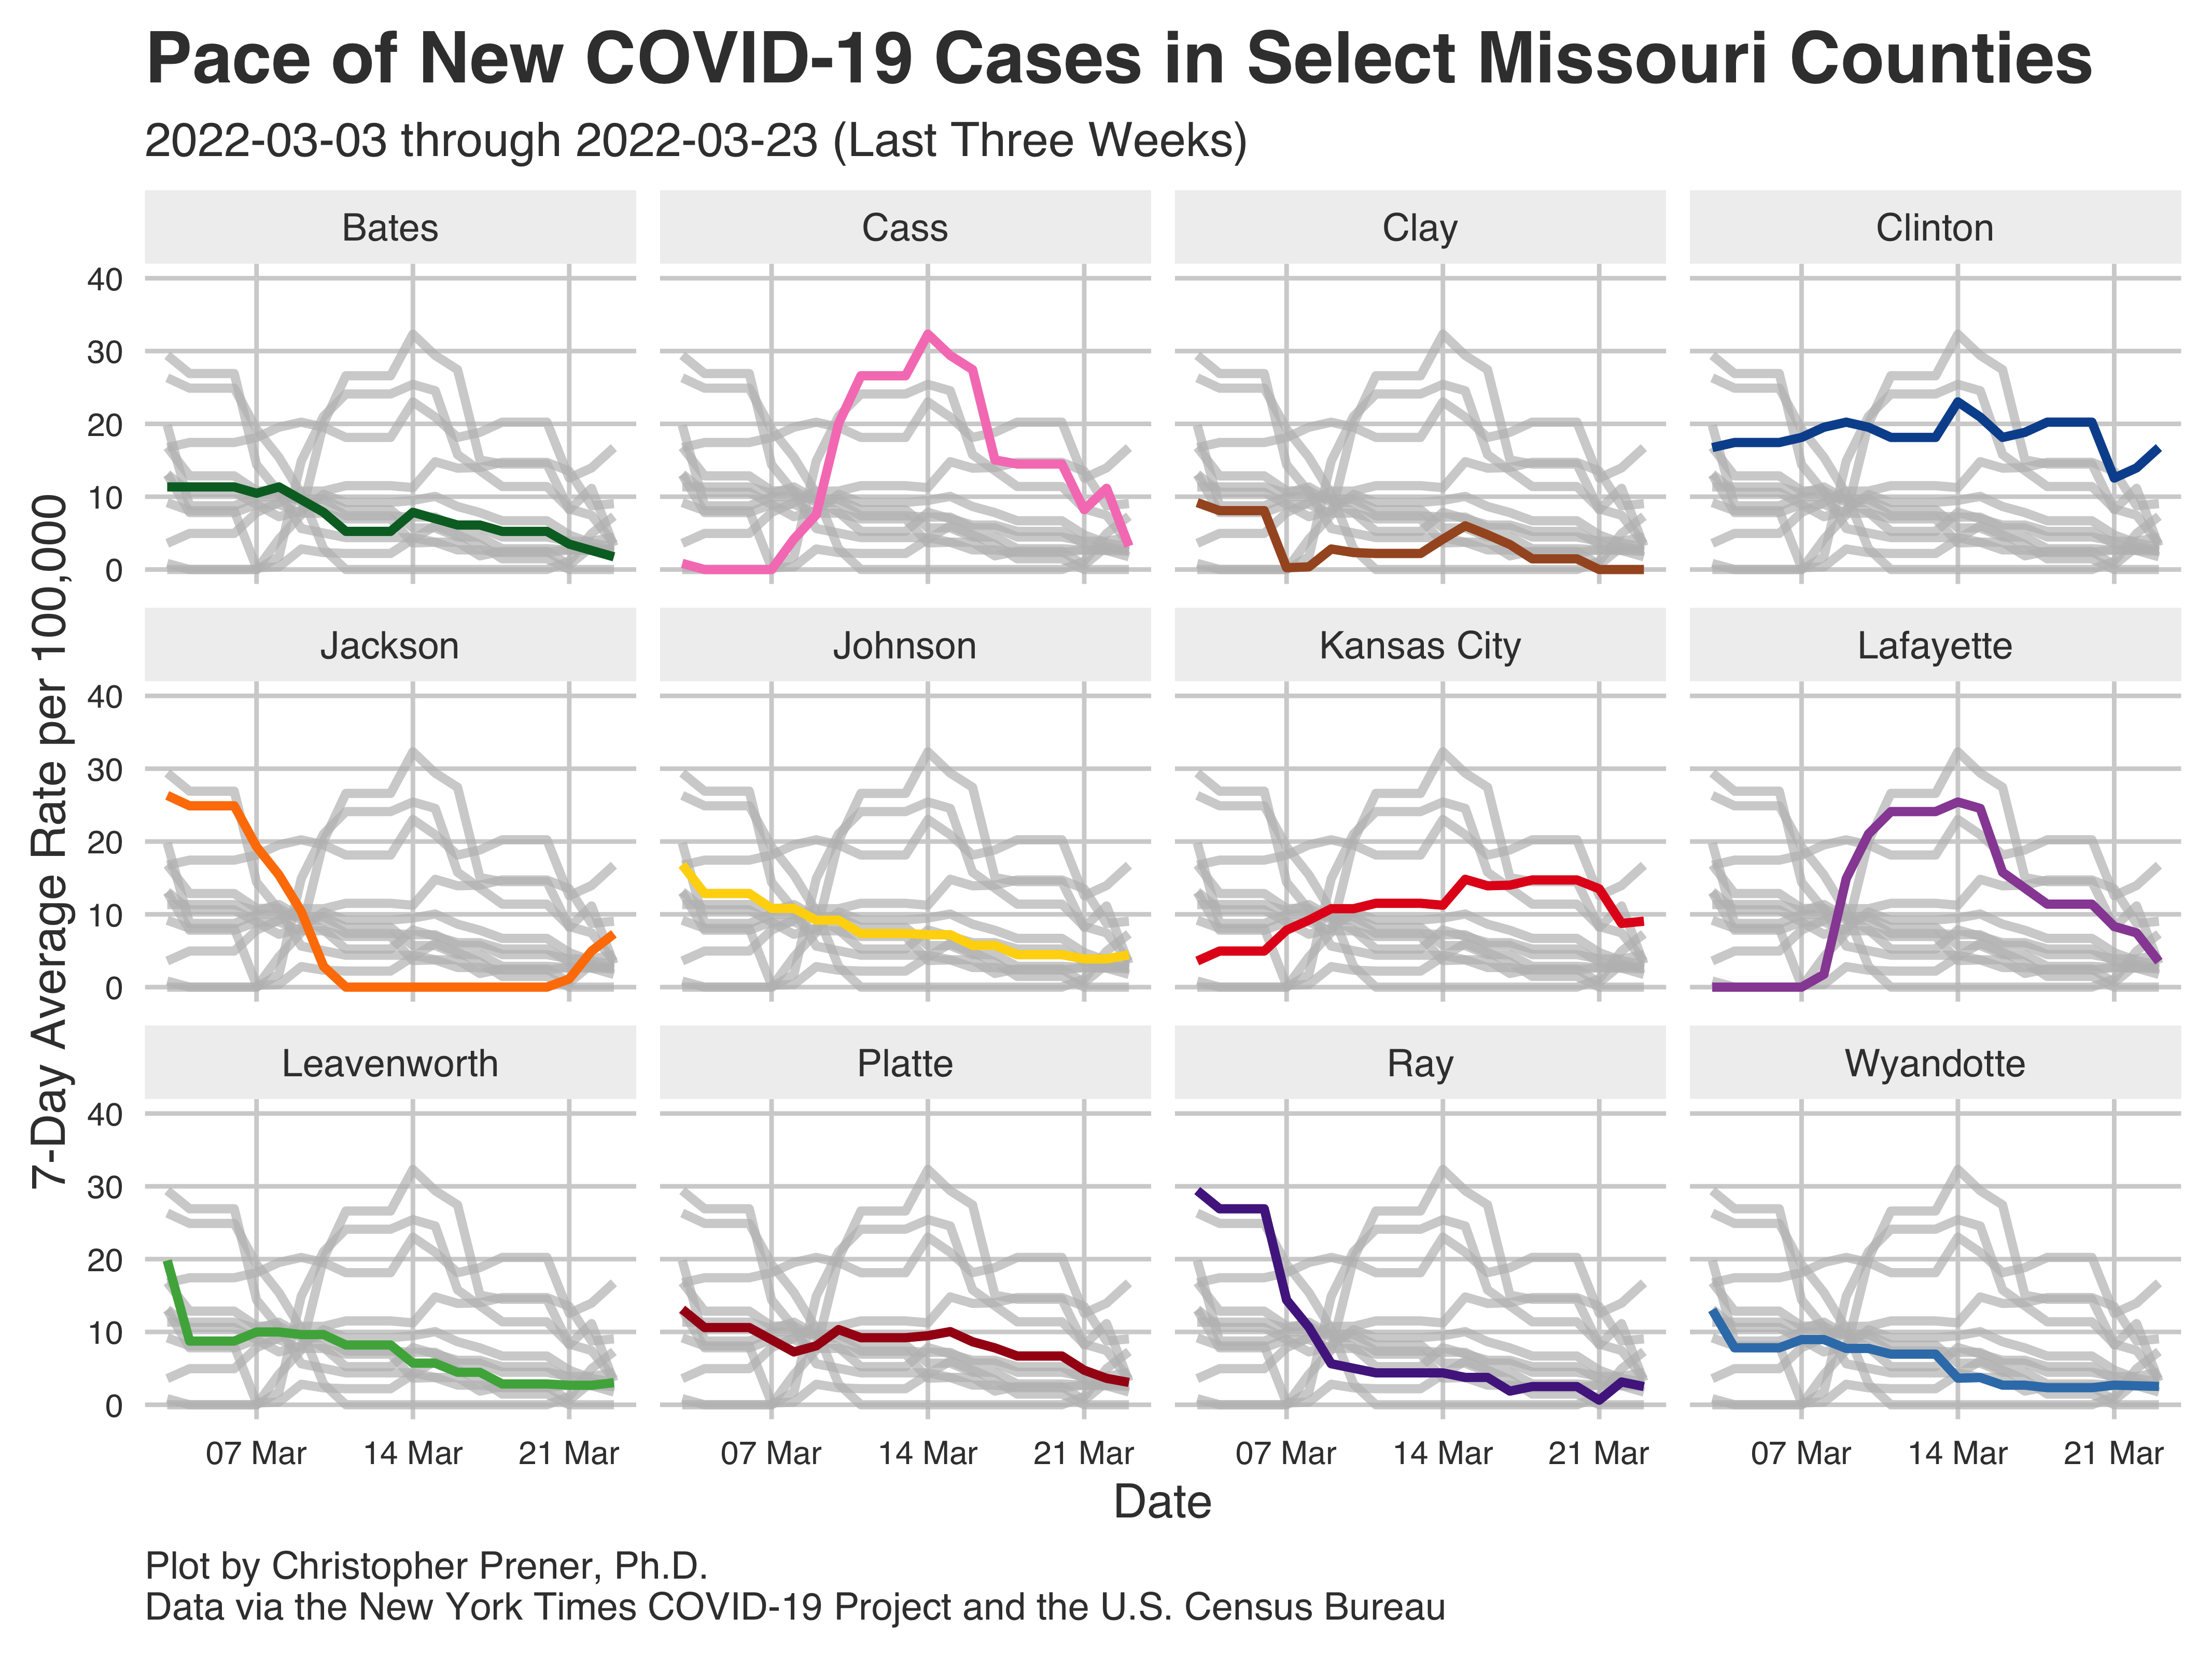 Pace of New COVID-19 Cases in Select Missouri Counties
2022-03-03 through 2022-03-23 (Last Three Weeks)
Bates
Cass
Clay
Clinton
40
30
20
10
0
Jackson
Johnson
Kansas City
Lafayette
40
30
20
10
0
Leavenworth
Platte
Ray
Wyandotte
40
30
20
10
0
7-Day Average Rate per 100,000
07 Mar 14 Mar 21 Mar
07 Mar 14 Mar 21 Mar
07 Mar 14 Mar 21 Mar
07 Mar 14 Mar 21 Mar
Date
Plot by Christopher Prener, Ph.D.
Data via the New York Times COVID-19 Project and the U.S. Census Bureau